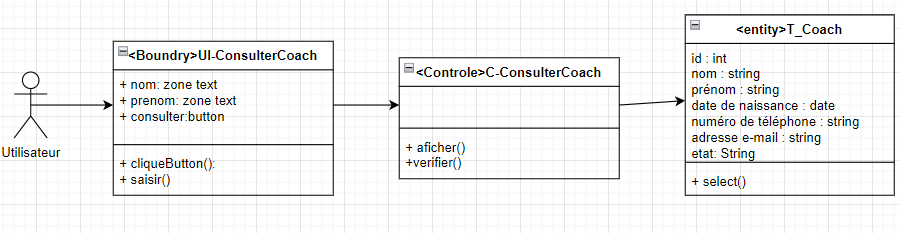 Utilisateur
<Boundry>UI-ConsulterCoach
+ nom: zone text
+ prenom: zone text
+ consulter:button
+ cliqueButton():
+ saisir()
<Controle>C-ConsulterCoach
+ aficher()
+verifier()
<entity>T_Coach
id : int
nom : string
prénom : string
date de naissance : date
numéro de téléphone : string
adresse e-mail : string
etat: String
+ select()